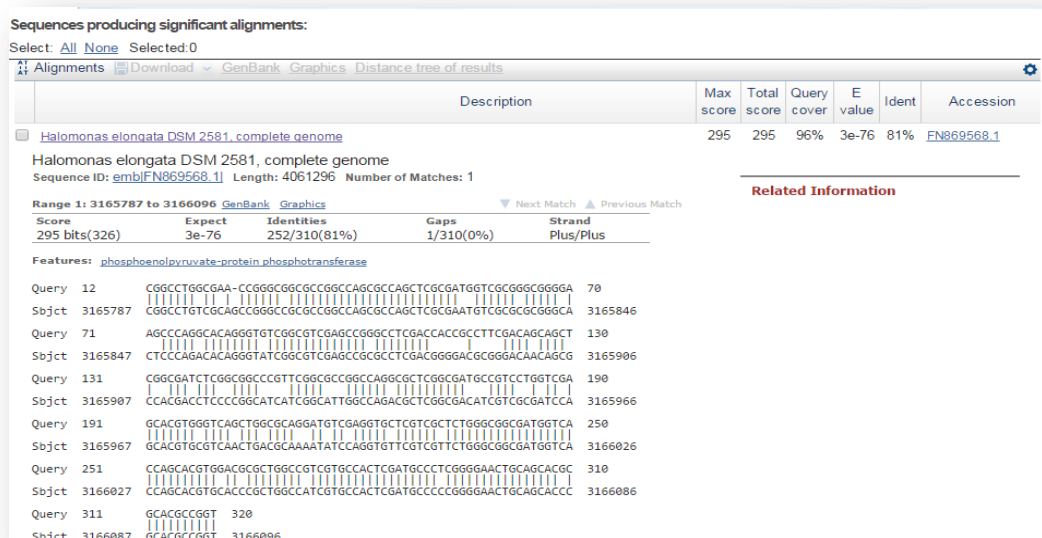 Sequences producing significant alignments:
Select: All None Selected:0
Alignments Download GenBank Graphics Distance tree of results
Description Max score Total score Query cover E value Ident Accession
Halomonas elongata DSM 2581, complete genome 295 295 96% 3e-76 81% FN869568.1
Halomonas elongata DSM 2581, complete genome
Sequence ID: emb|FN869568.1| Length: 4061296 Number of Matches: 1
Related Information
Range 1: 3165787 to 3166096 GenBank Graphics Next Match Previous Match
Score Expect Identities Gaps Strand
295 bits(326) 3e-76 252/310(81%) 1/310(0%) Plus/Plus
Features: phosphoenolpyruvate-protein phosphotransferase
Query 12 CGGCCTGGCGAA-CCGGGCGGCGCCGGCCAGCGCCAGCTCGCGATGGTCGCGGGCGGGGA 70
Sbjct 3165787 CGGCCTGTCGCAGCCGGGCCGCGCCGGCCAGCGCCAGCTCGCGAATGTCGCGCGCGGGCA 3165846
Query 71 AGCCCAGGCACAGGGTGTCGGCGTCGAGCCGGGCCTCGACCACCGCCTTCGACAGCAGCT 130
Sbjct 3165847 CTCCCAGACACAGGGTATCGGCGTCGAGCCGCGCCTCGACGGGGACGCGGGACAACAGCG 3165906
Query 131 CGGCGATCTCGGCGGCCCGTTCGGCGCCGGCCAGGCGCTCGGCGATGCCGTCCTGGTCGA 190
Sbjct 3165907 CCACGACCTCCCCGGCATCATCGGCATTGGCCAGACGCTCGGCGACATCGTCGCGATCCA 3165966
Query 191 GCACGTGGGTCAGCTGGCGCAGGATGTCGAGGTGCTCGTCGCTCTGGGCGGCGATGGTCA 250
Sbjct 3165967 GCACGTGCGTCAACTGACGCAAAATATCCAGGTGTTCGTCGTTCTGGGCGGCGATGGTCA 3166026
Query 251 CCAGCACGTGGACGCGCTGGCCGTCGTGCCACTCGATGCCCTCGGGGAACTGCAGCACGC 310
Sbjct 3166027 CCAGCACGTGCACCCGCTGGCCATCGTGCCACTCGATGCCCCCGGGGAACTGCAGCACCC 3166086
Query 311 GCACGCCGGT 320
Sbjct 3166087 GCACGCCGGT 3166096